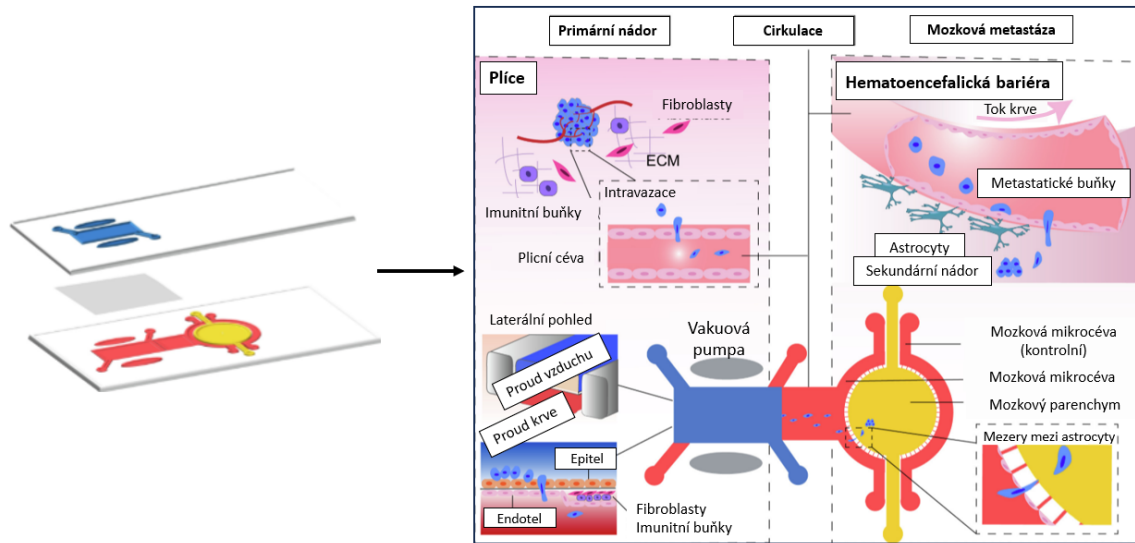 Primární nádor
Cirkulace
Mozková metastáza
Plíce
Fibroblasty
ECM
Imunitní buňky
Intravazace
Plicní céva
Hematoencefalická bariéra
Tok krve
Metastatické buňky
Astrocyty
Sekundární nádor
Laterální pohled
Proud vzduchu
Proud krve
Vakuová
pumpa
Epitel
Endotel
Fibroblasty
Imunitní buňky
Mozková mikrocéva
(kontrolní)
Mozková mikrocéva
Mozkový parenchym
Mezery mezi astrocyty